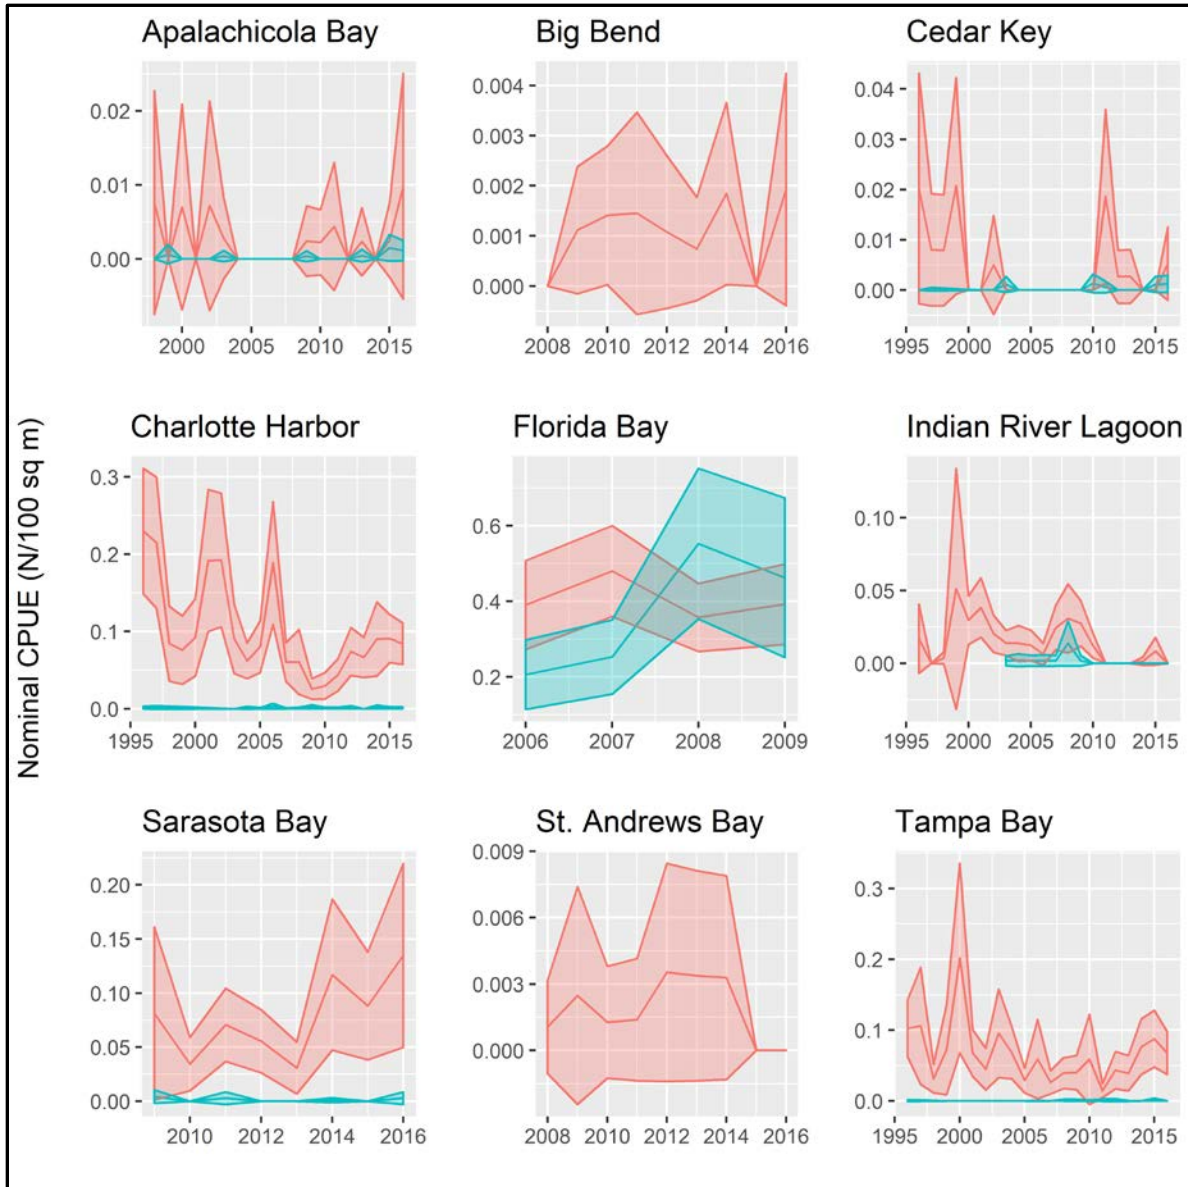 Nominal CPUE (N/100 sq m)
Apalachicola Bay
0.02
0.01
0.00
2000 2005 2010 2015
Big Bend
0.004
0.003
0.002
0.001
0.000
2008 2010 2012 2014 2016
Cedar Key
0.04
0.03
0.02
0.01
0.00
1995 2000 2005 2010 2015
Charlotte Harbor
0.3
0.2
0.1
0.0
1995 2000 2005 2010 2015
Florida Bay
0.6
0.4
0.2
2006 2007 2008 2009
Indian River Lagoon
0.10
0.05
0.00
1995 2000 2005 2010 2015
Sarasota Bay
0.20
0.15
0.10
0.05
0.00
2010 2012 2014 2016
St. Andrews Bay
0.009
0.006
0.003
0.000
2008 2010 2012 2014 2016
Tampa Bay
0.3
0.2
0.1
0.0
1995 2000 2005 2010 2015